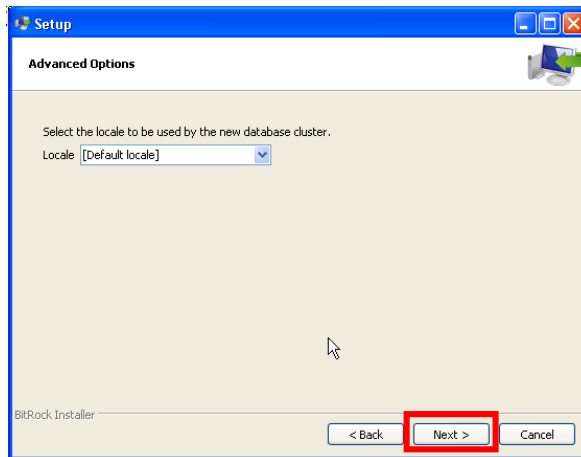 Setup
Advanced Options
Select the locale to be used by the new database cluster.
Locale [Default locale]
BitRock Installer
< Back Next > Cancel